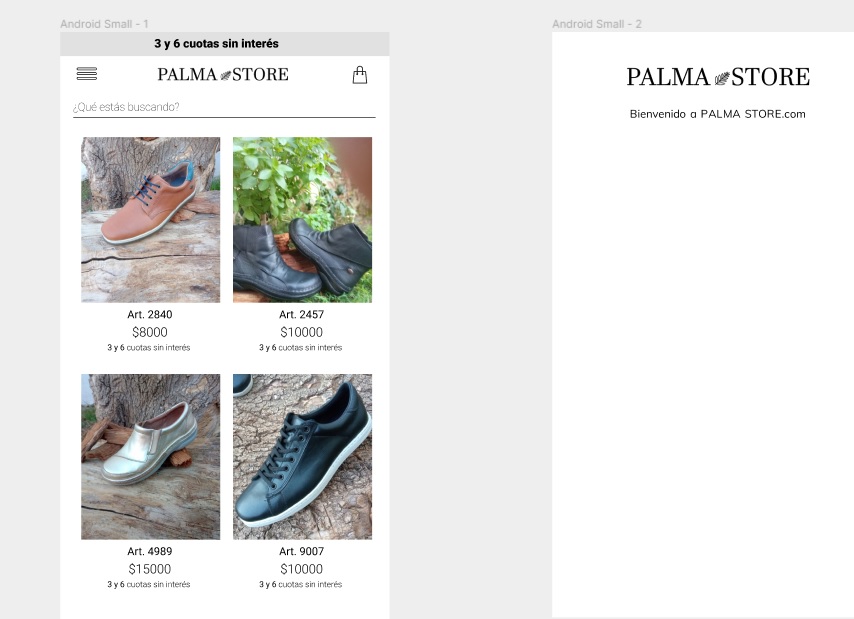 Android Small - 1
3 y 6 cuotas sin interés
PALMA STORE
¿Qué estás buscando?
Art. 2840
$8000
3 y 6 cuotas sin interés
Art. 2457
$10000
3 y 6 cuotas sin interés
Art. 4989
$15000
3 y 6 cuotas sin interés
Art. 9007
$10000
3 y 6 cuotas sin interés
Android Small - 2
PALMA STORE
Bienvenido a PALMA STORE.com